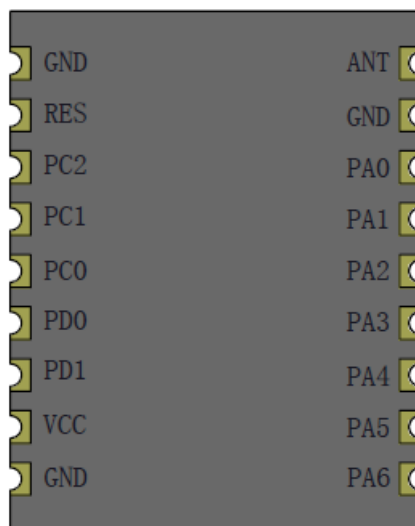 GND ANT
RES GND
PC2 PA0
PC1 PA1
PC0 PA2
PD0 PA3
PD1 PA4
VCC PA5
GND PA6